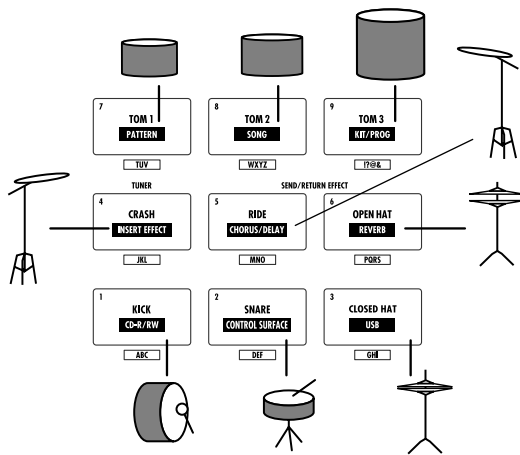 7
TOM 1
PATTERN
TUV
8
TOM 2
SONG
WXYZ
9
TOM 3
KIT/PROG
!?@&
TUNER
SEND/RETURN EFFECT
4
CRASH
INSERT EFFECT
JKL
5
RIDE
CHORUS/DELAY
MNO
6
OPEN HAT
REVERB
PQRS
1
KICK
CD-R/RW
ABC
2
SNARE
CONTROL SURFACE
DEF
3
CLOSED HAT
USB
GHI